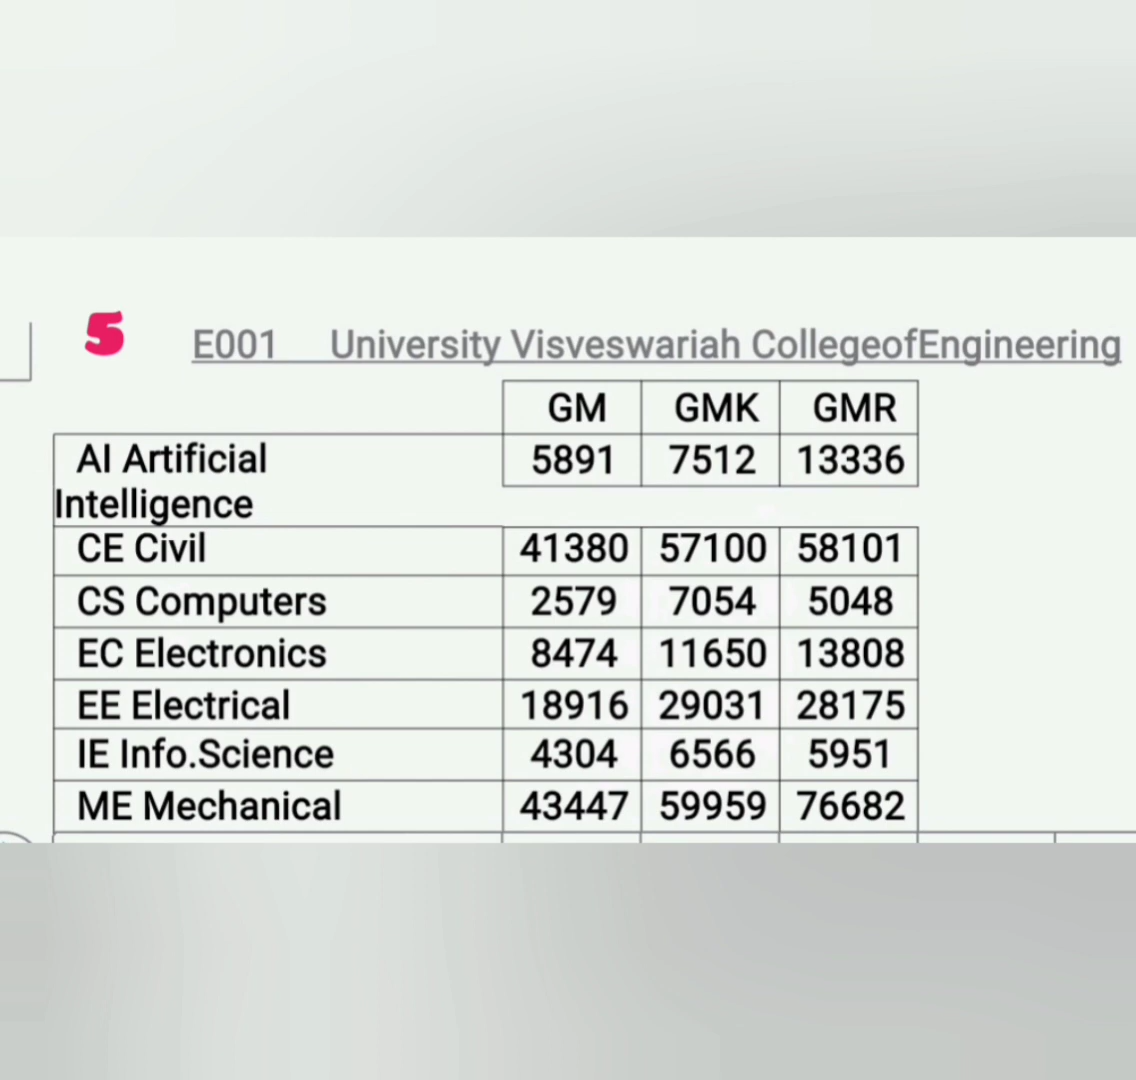 5 E001 University Visveswariah CollegeofEngineering
GM GMK GMR
AI Artificial 5891 7512 13336
Intelligence
CE Civil 41380 57100 58101
CS Computers 2579 7054 5048
EC Electronics 8474 11650 13808
EE Electrical 18916 29031 28175
IE Info.Science 4304 6566 5951
ME Mechanical 43447 59959 76682